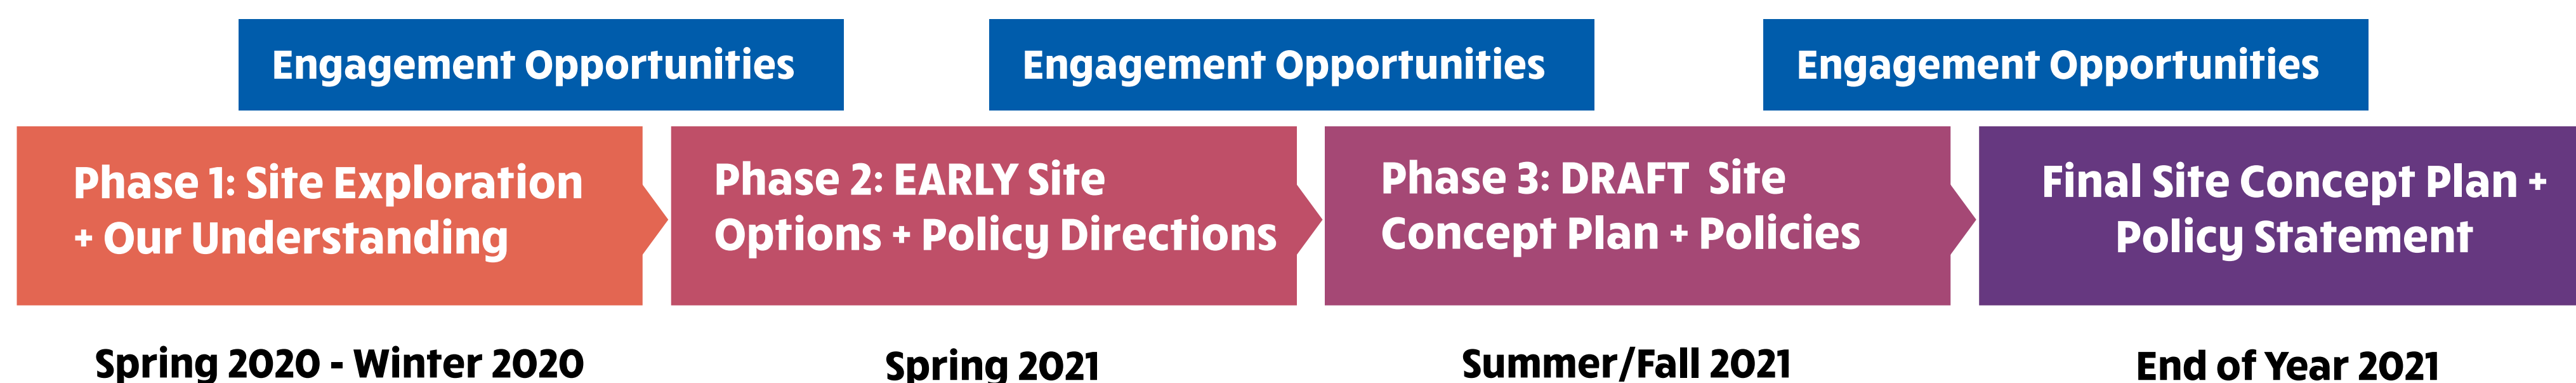 Engagement Opportunities
Engagement Opportunities
Engagement Opportunities
Phase 1: Site Exploration
+ Our Understanding
Phase 2: EARLY Site
Options + Policy Directions
Phase 3: DRAFT Site
Concept Plan + Policies
Final Site Concept Plan +
Policy Statement
Spring 2020 - Winter 2020
Spring 2021
Summer/Fall 2021
End of Year 2021